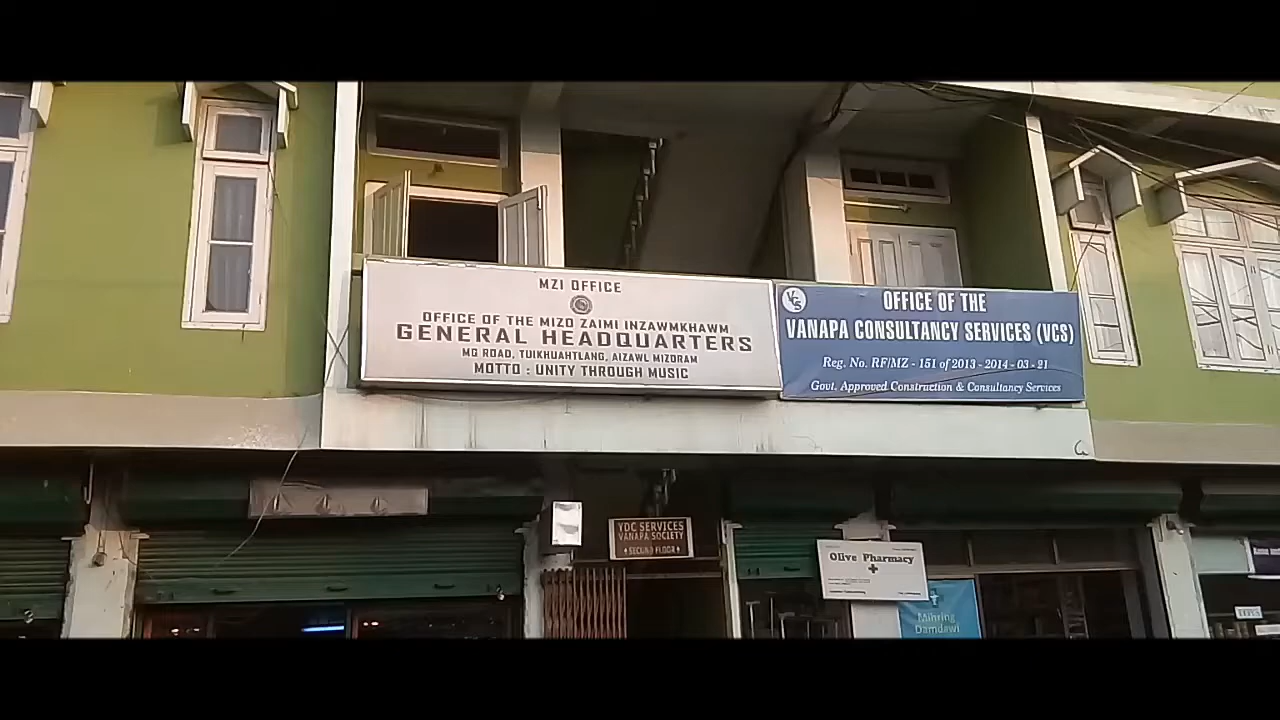 MZI OFFICE
OFFICE OF THE MIZO ZAIMI INZAWMKHAWM
GENERAL HEADQUARTERS
MG ROAD, TUIKHUAHTLANG, AIZAWL MIZORAM
MOTTO : UNITY THROUGH MUSIC
VCS
OFFICE OF THE
VANAPA CONSULTANCY SERVICES (VCS)
Reg. No. RF/MZ - 151 of 2013 - 2014 - 03 - 21
Govt. Approved Construction & Consultancy Services
YDC SERVICES
VANAPA SOCIETY
SECOND FLOOR
Olive Pharmacy
Mihring
Damdawi